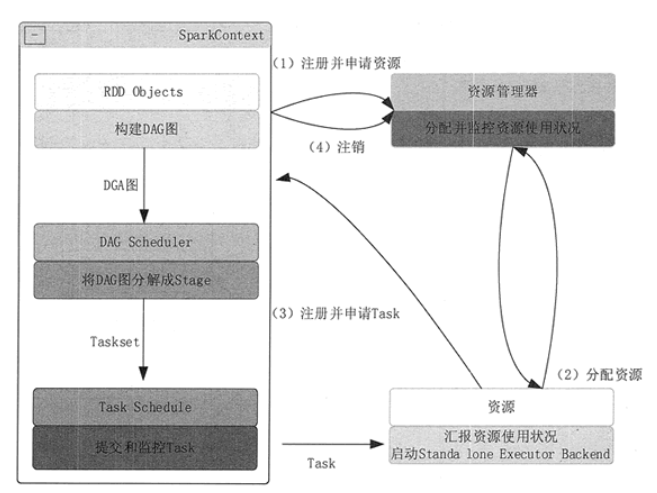 SparkContext
(1) 注册并申请资源
RDD Objects
构建DAG图
资源管理器
分配并监控资源使用状况
(4) 注销
DGA图
DAG Scheduler
将DAG图分解成Stage
(3) 注册并申请Task
Taskset
(2) 分配资源
Task Schedule
提交和监控Task
资源
汇报资源使用状况
启动Standa lone Executor Backend
Task